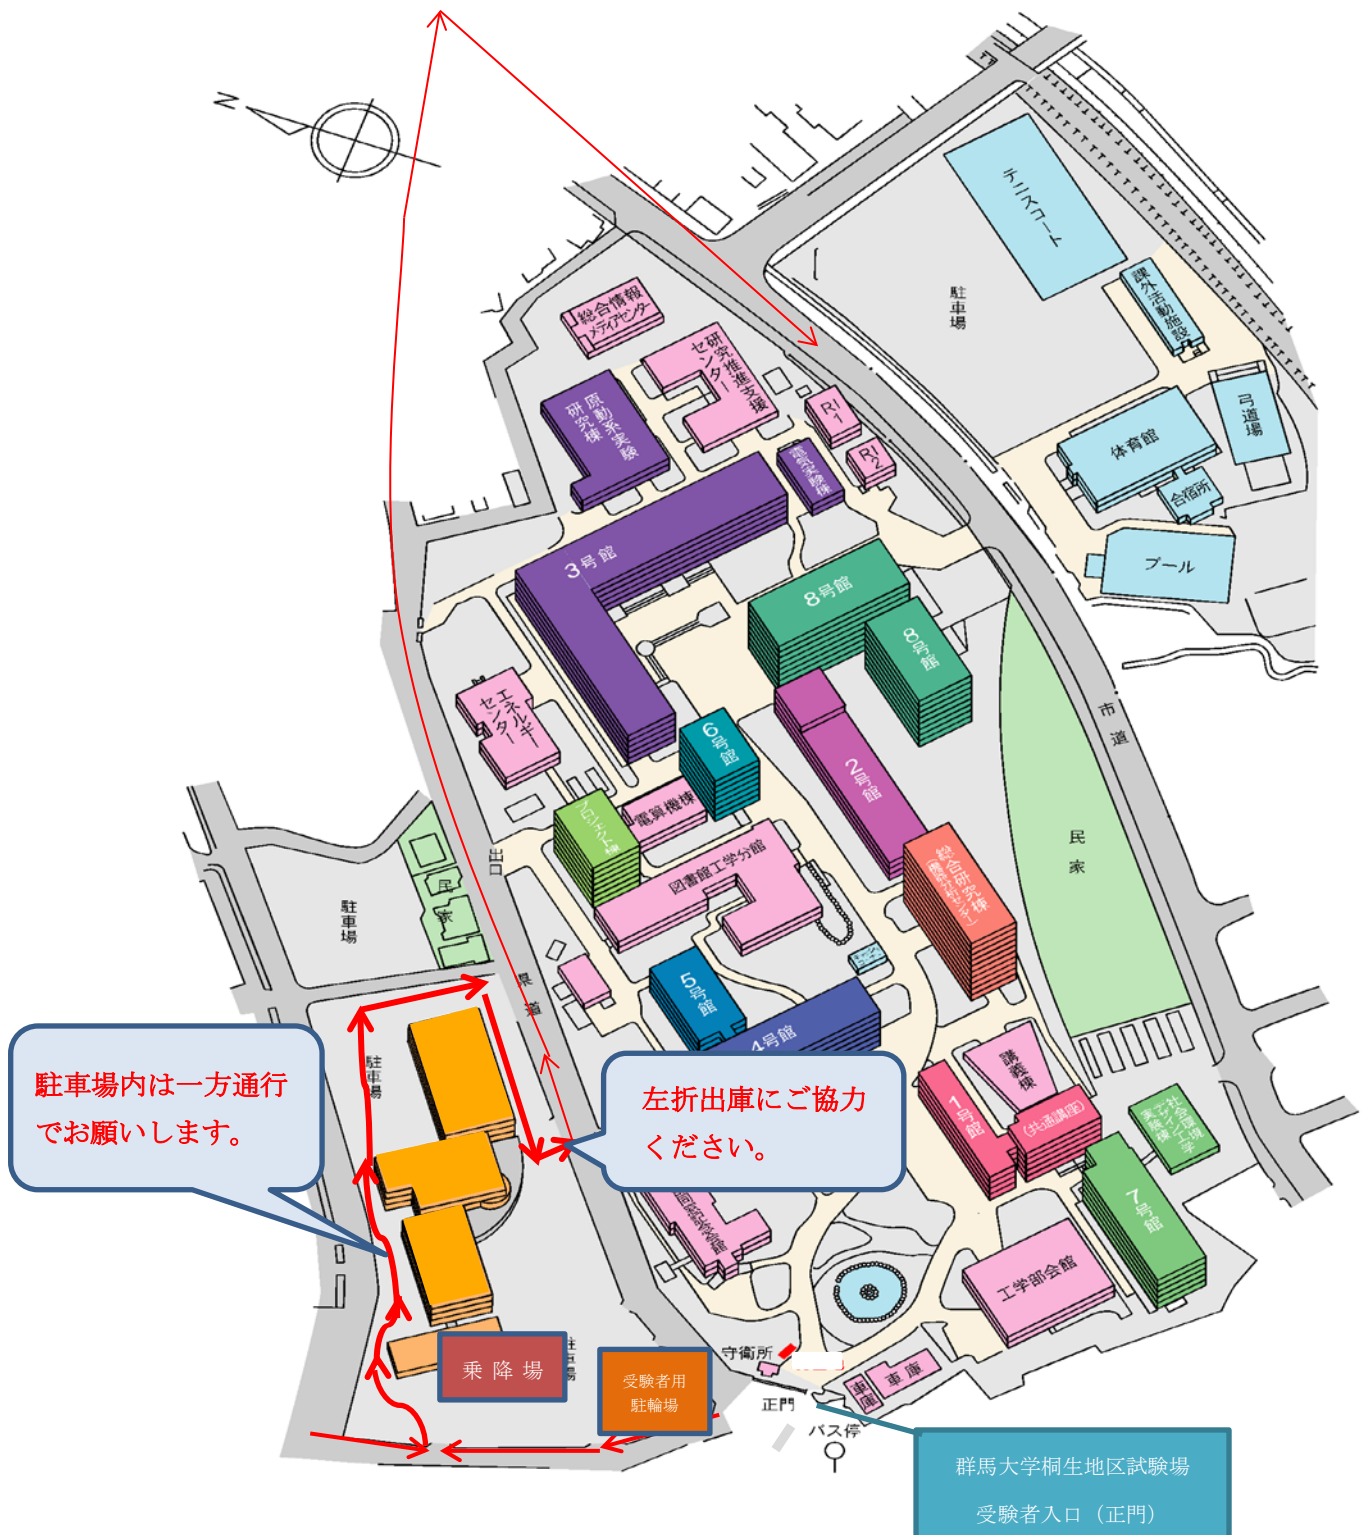 N
テニスコート
課外活動施設
駐車場
総合情報
メディアセンター
研究推進支援
センター
原動系実験
研究棟
RI
1
RI
2
電気実験棟
弓道場
体育館
合宿所
プール
3号館
8号館
8号館
エネルギー
センター
6号館
2号館
市道
電算機棟
プロジェクト棟
民家
出口
図書館工学分館
総合研究棟
駐車場
民家
県道
5号館
4号館
駐車場
駐車場内は一方通行
でお願いします。
左折出庫にご協力
ください。
講義棟
1号館
(共通講座)
社会環境
デザイン工学
実験棟
7号館
同窓記念会館
工学部会館
乗降場
駐車場
受験者用
駐輪場
守衛所
車庫
車庫
正門
バス停
群馬大学桐生地区試験場
受験者入口（正門）